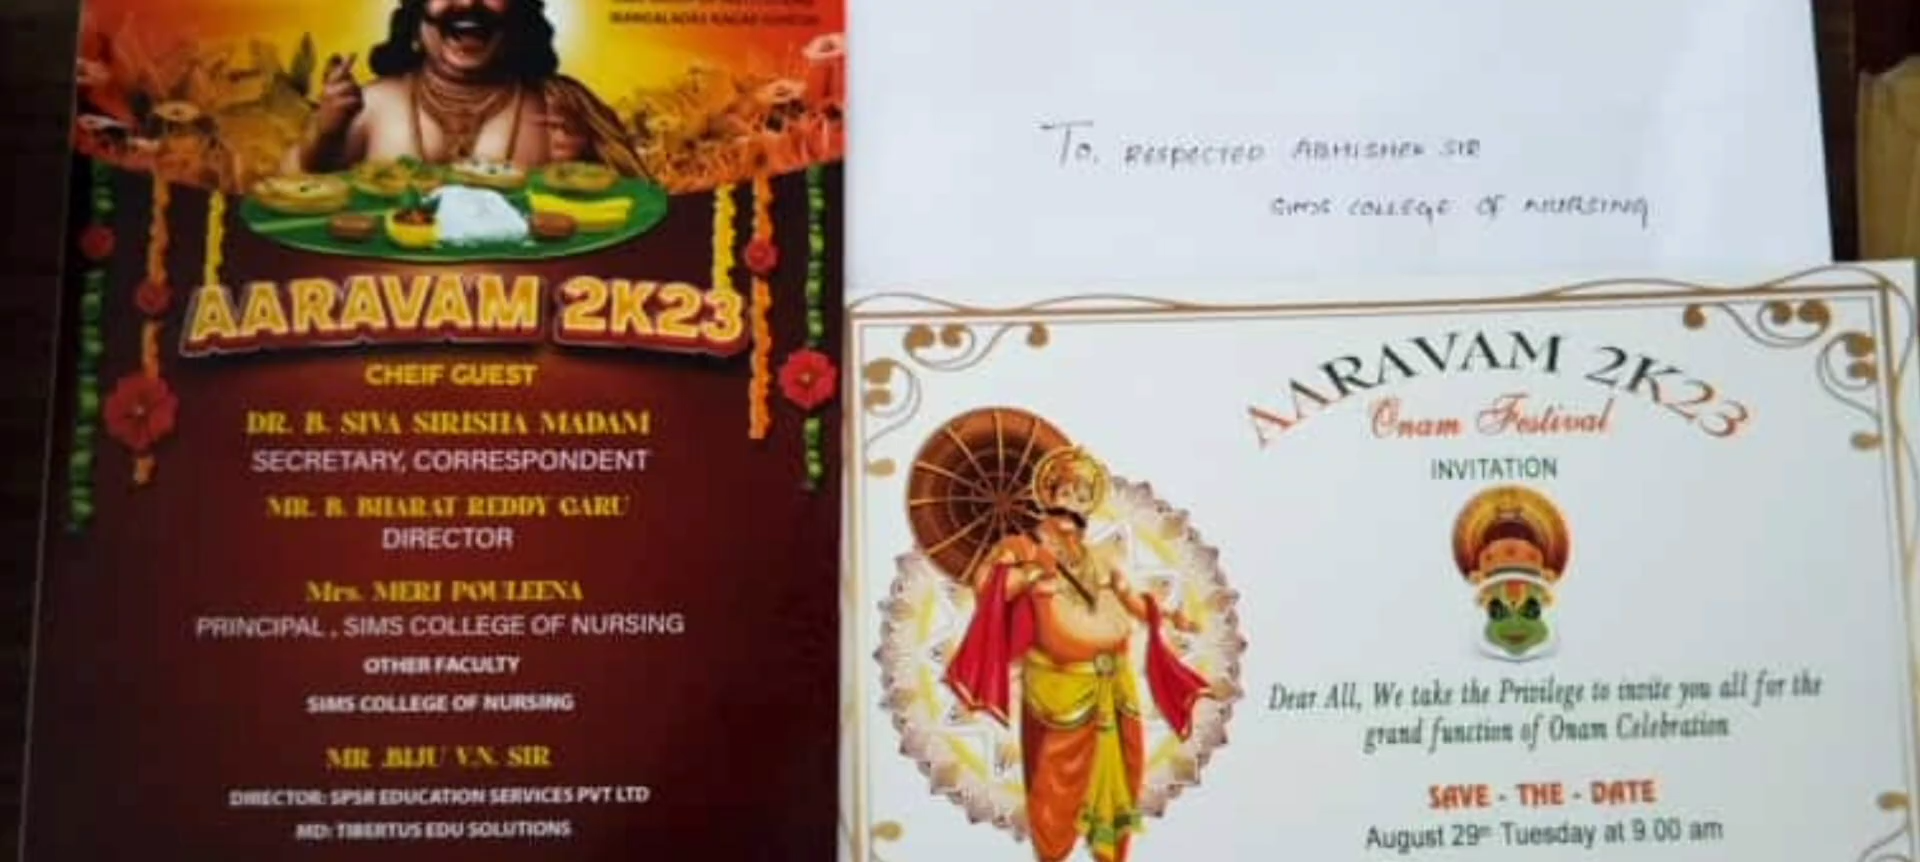 MANGALADAS NAGAR GUNTUR
AARAVAM 2K23
CHEIF GUEST
DR. B. SIVA SIRISHA MADAM
SECRETARY, CORRESPONDENT
MR. B. BHARAT REDDY GARU
DIRECTOR
Mrs. MERI POULEENA
PRINCIPAL , SIMS COLLEGE OF NURSING
OTHER FACULTY
SIMS COLLEGE OF NURSING
MR .BIJU V.N. SIR
DIRECTOR: SPSR EDUCATION SERVICES PVT LTD
MD: TIBERTUS EDU SOLUTIONS
To, RESPECTED ABHISHEK SIR
SIMS COLLEGE OF NURSING
AARAVAM 2K23
Onam Festival
INVITATION
Dear All, We take the Privilege to invite you all for the
grand function of Onam Celebration
SAVE - THE - DATE
August 29th Tuesday at 9.00 am